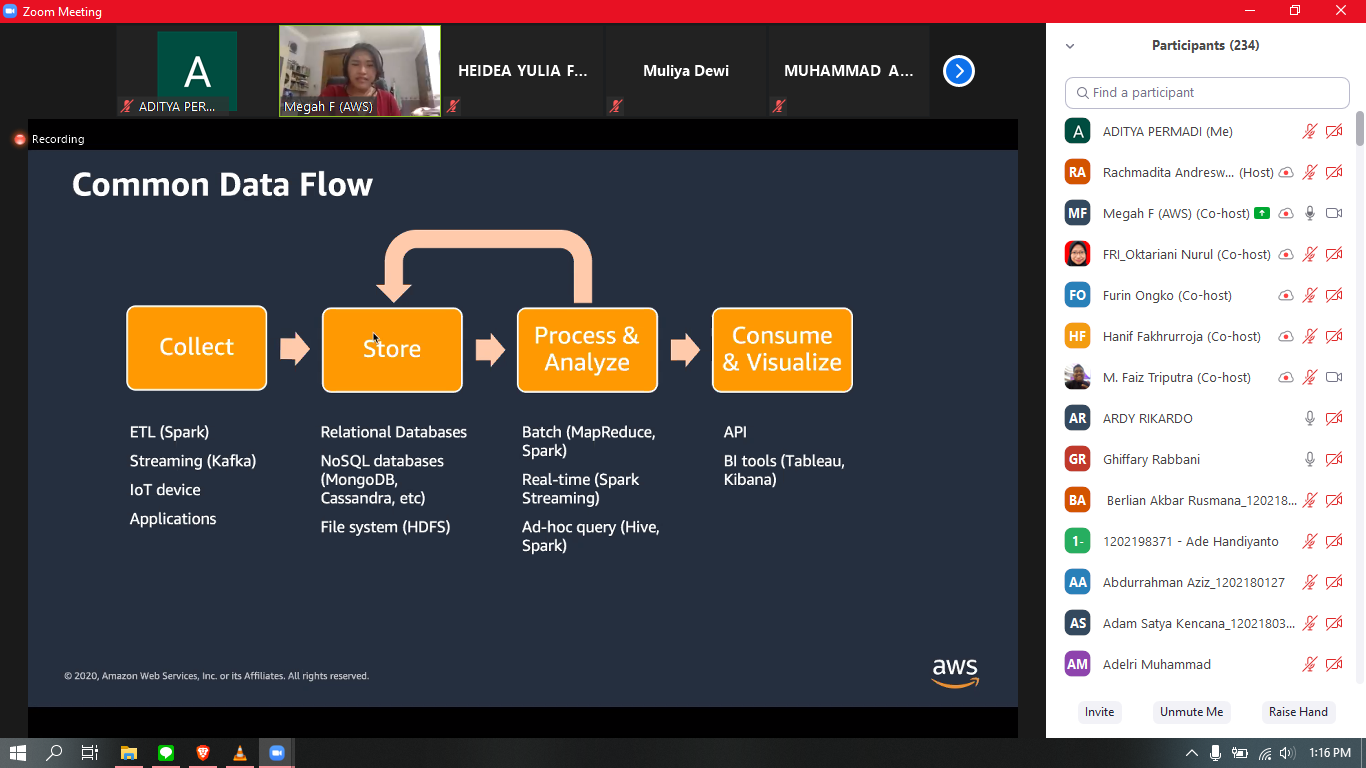 Zoom Meeting
A
ADITYA PER...
Megah F (AWS)
HEIDEA YULIA F...
Muliya Dewi
MUHAMMAD A...
Recording
Common Data Flow
Collect
Store
Process &
Analyze
Consume
& Visualize
ETL (Spark)
Streaming (Kafka)
IoT device
Applications
Relational Databases
NoSQL databases
(MongoDB,
Cassandra, etc)
File system (HDFS)
Batch (MapReduce,
Spark)
Real-time (Spark
Streaming)
Ad-hoc query (Hive,
Spark)
API
BI tools (Tableau,
Kibana)
© 2020, Amazon Web Services, Inc. or its Affiliates. All rights reserved.
aws
Participants (234)
Find a participant
A ADITYA PERMADI (Me)
RA Rachmadita Andresw... (Host)
MF Megah F (AWS) (Co-host)
FRI_Oktariani Nurul (Co-host)
FO Furin Ongko (Co-host)
HF Hanif Fakhrurroja (Co-host)
M. Faiz Triputra (Co-host)
AR ARDY RIKARDO
GR Ghiffary Rabbani
BA Berlian Akbar Rusmana_120218...
1- 1202198371 - Ade Handiyanto
AA Abdurrahman Aziz_1202180127
AS Adam Satya Kencana_12021803...
AM Adelri Muhammad
Invite
Unmute Me
Raise Hand
1:16 PM